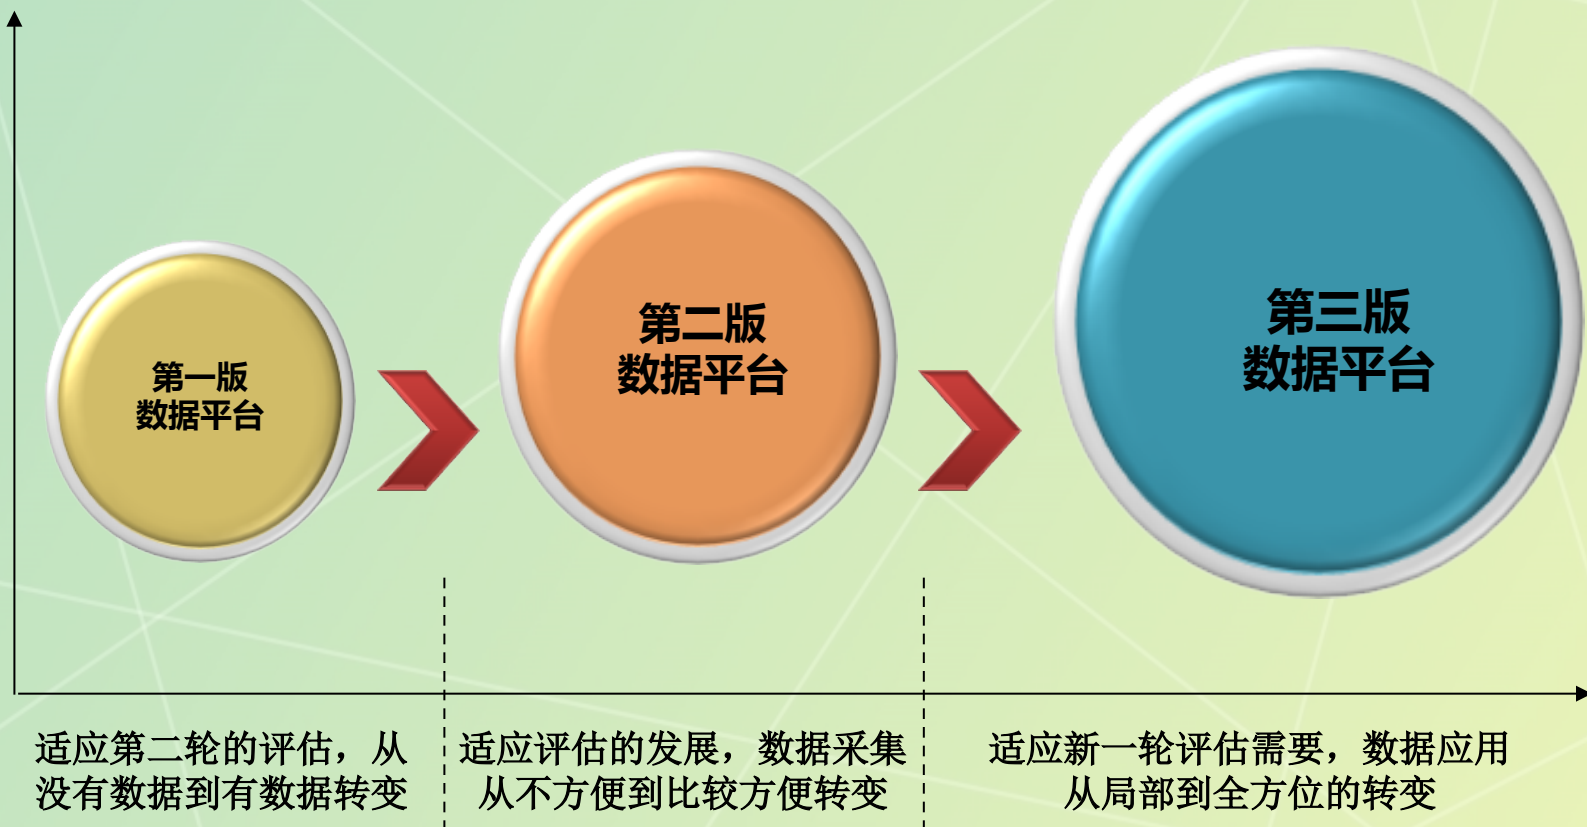 第一版
数据平台
第二版
数据平台
第三版
数据平台
适应第二轮的评估，从
没有数据到有数据转变
适应评估的发展，数据采集
从不方便到比较方便转变
适应新一轮评估需要，数据应用
从局部到全方位的转变